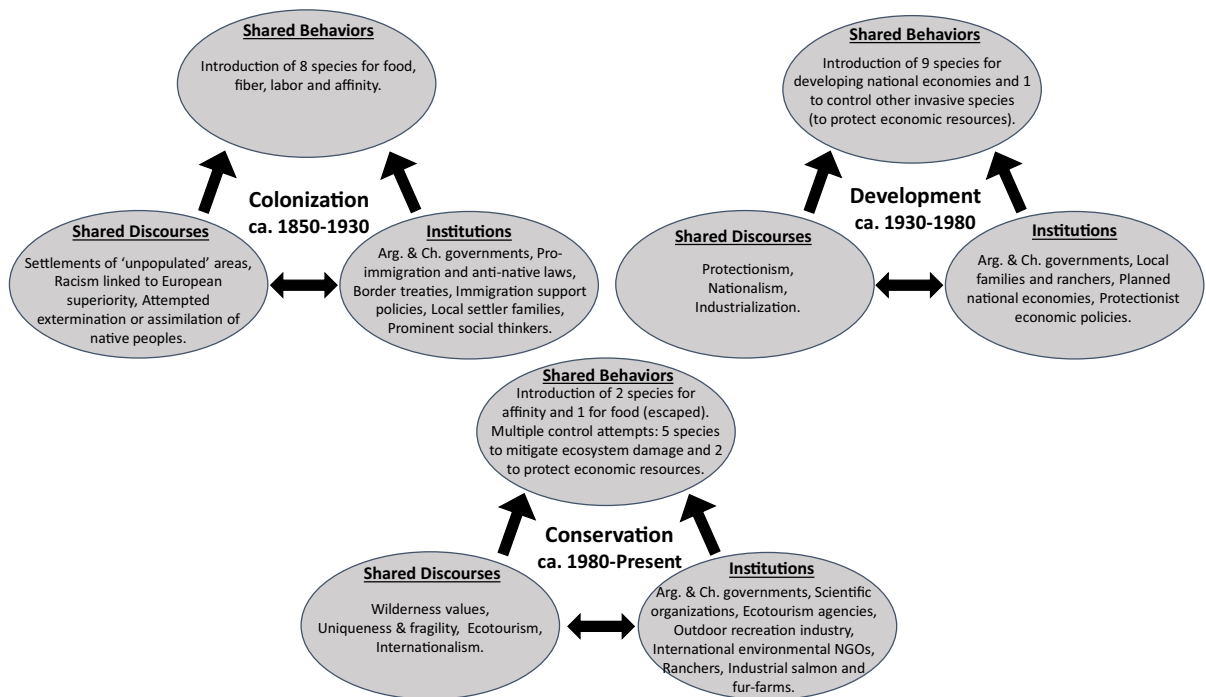 Shared Behaviors
Introduction of 8 species for food,
fiber, labor and affinity.
Colonization
ca. 1850-1930
Shared Discourses
Settlements of ‘unpopulated’ areas,
Racism linked to European
superiority, Attempted
extermination or assimilation of
native peoples.
Institutions
Arg. & Ch. governments, Pro-
immigration and anti-native laws,
Border treaties, Immigration support
policies, Local settler families,
Prominent social thinkers.
Shared Behaviors
Introduction of 9 species for
developing national economies and 1
to control other invasive species
(to protect economic resources).
Development
ca. 1930-1980
Shared Discourses
Protectionism,
Nationalism,
Industrialization.
Institutions
Arg. & Ch. governments, Local
families and ranchers, Planned
national economies, Protectionist
economic policies.
Shared Behaviors
Introduction of 2 species for
affinity and 1 for food (escaped).
Multiple control attempts: 5 species
to mitigate ecosystem damage and 2
to protect economic resources.
Conservation
ca. 1980-Present
Shared Discourses
Wilderness values,
Uniqueness & fragility, Ecotourism,
Internationalism.
Institutions
Arg. & Ch. governments, Scientific
organizations, Ecotourism agencies,
Outdoor recreation industry,
International environmental NGOs,
Ranchers, Industrial salmon and
fur-farms.